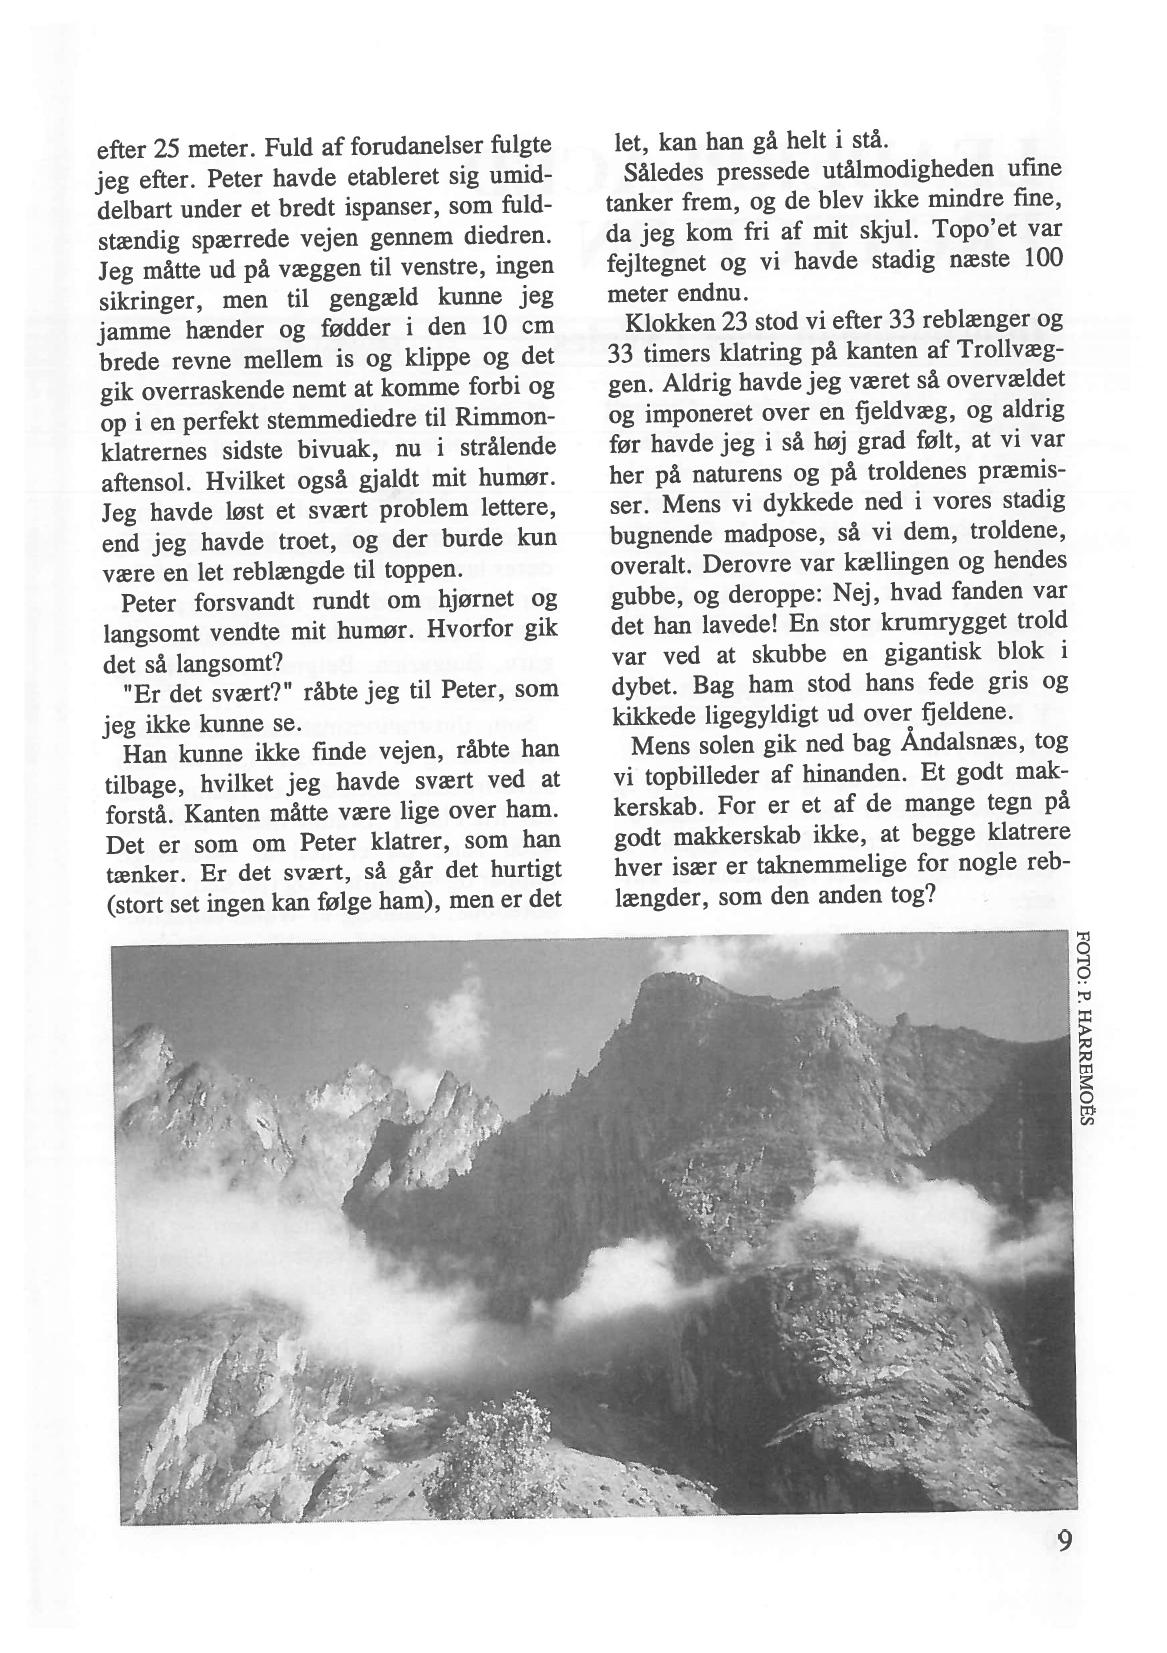 efter 25 meter. Fuld af forudanelser fulgte
jeg efter. Peter havde etableret sig umid-
delbart under et bredt ispanser, som fuld-
stændig spærrede vejen gennem diedren.
Jeg måtte ud på væggen til venstre, ingen
sikringer, men til gengæld kunne jeg
jamme hænder og fødder i den 10 cm
brede revne mellem is og klippe og det
gik overraskende nemt at komme forbi og
op i en perfekt stemmediedre til Rimmon-
klatrernes sidste bivuak, nu i strålende
aftensol. Hvilket også gjaldt mit humør.
Jeg havde løst et svært problem lettere,
end jeg havde troet, og der burde kun
være en let reblængde til toppen.
Peter forsvandt rundt om hjørnet og
langsomt vendte mit humør. Hvorfor gik
det så langsomt?
"Er det svært?" råbte jeg til Peter, som
jeg ikke kunne se.
Han kunne ikke finde vejen, råbte han
tilbage, hvilket jeg havde svært ved at
forstå. Kanten måtte være lige over ham.
Det er som om Peter klatrer, som han
tænker. Er det svært, så går det hurtigt
(stort set ingen kan følge ham), men er det
let, kan han gå helt i stå.
Således pressede utålmodigheden ufine
tanker frem, og de blev ikke mindre fine,
da jeg kom fri af mit skjul. Topo'et var
fejltegnet og vi havde stadig næste 100
meter endnu.
Klokken 23 stod vi efter 33 reblænger og
33 timers klatring på kanten af Trollvæg-
gen. Aldrig havde jeg været så overvældet
og imponeret over en fjeldvæg, og aldrig
før havde jeg i så høj grad følt, at vi var
her på naturens og på troldenes præmis-
ser. Mens vi dykkede ned i vores stadig
bugnende madpose, så vi dem, troldene,
overalt. Derovre var kællingen og hendes
gubbe, og deroppe: Nej, hvad fanden var
det han lavede! En stor krumrygget trold
var ved at skubbe en gigantisk blok i
dybet. Bag ham stod hans fede gris og
kikkede ligegyldigt ud over fjeldene.
Mens solen gik ned bag Åndalsnæs, tog
vi topbilleder af hinanden. Et godt mak-
kerskab. For er et af de mange tegn på
godt makkerskab ikke, at begge klatrere
hver især er taknemmelige for nogle reb-
længder, som den anden tog?
FOTO: P. HARREMOËS
9